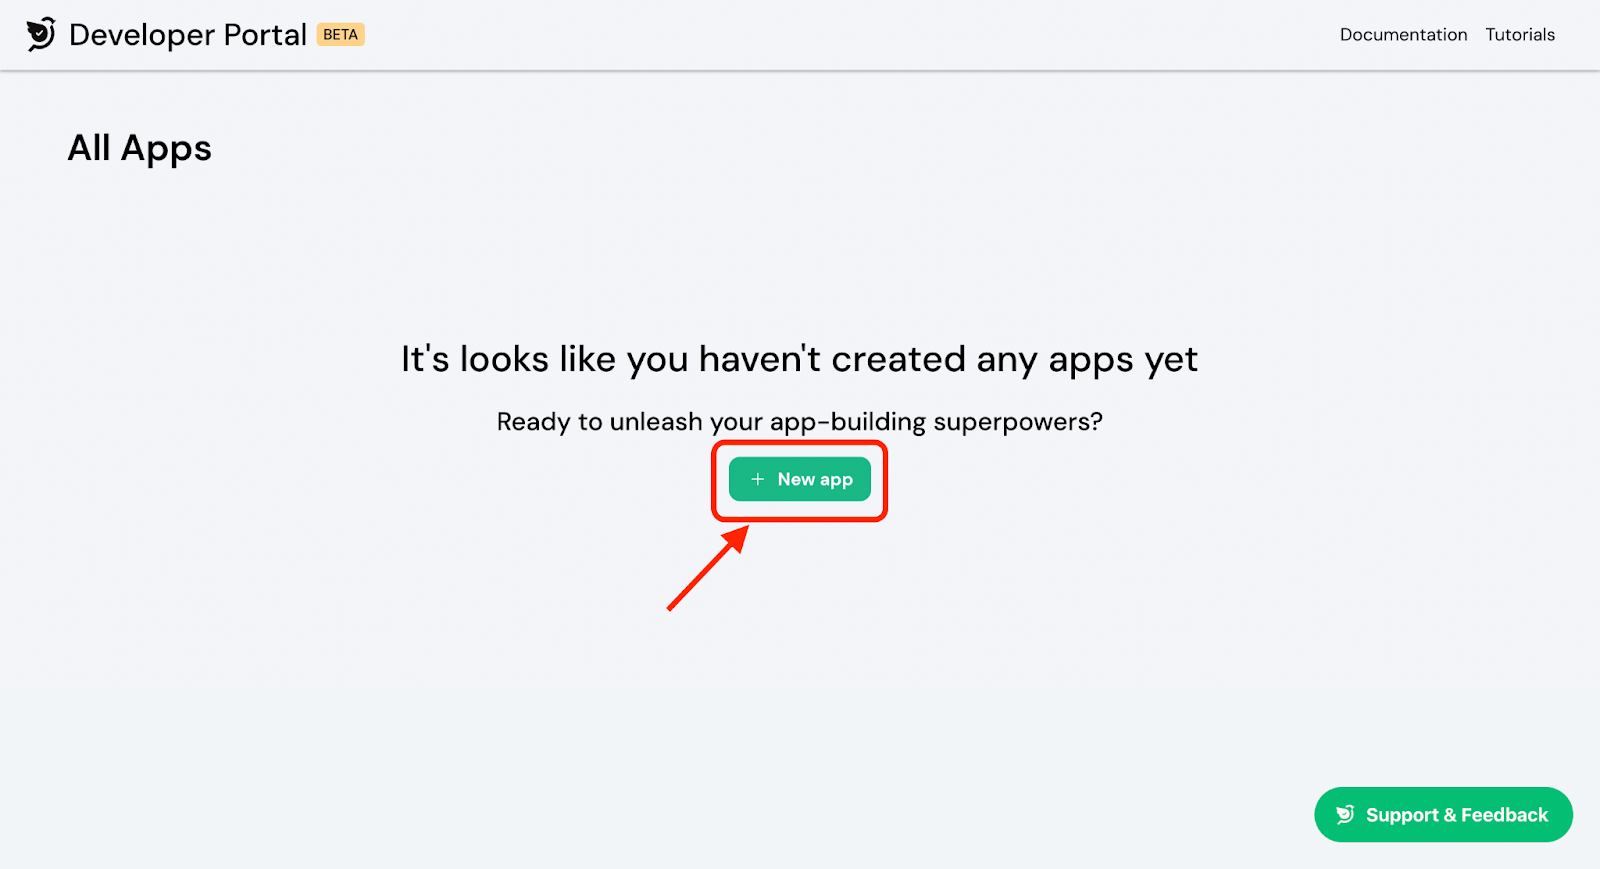 Developer Portal BETA
Documentation Tutorials
All Apps
It's looks like you haven't created any apps yet
Ready to unleash your app-building superpowers?
+ New app
Support & Feedback